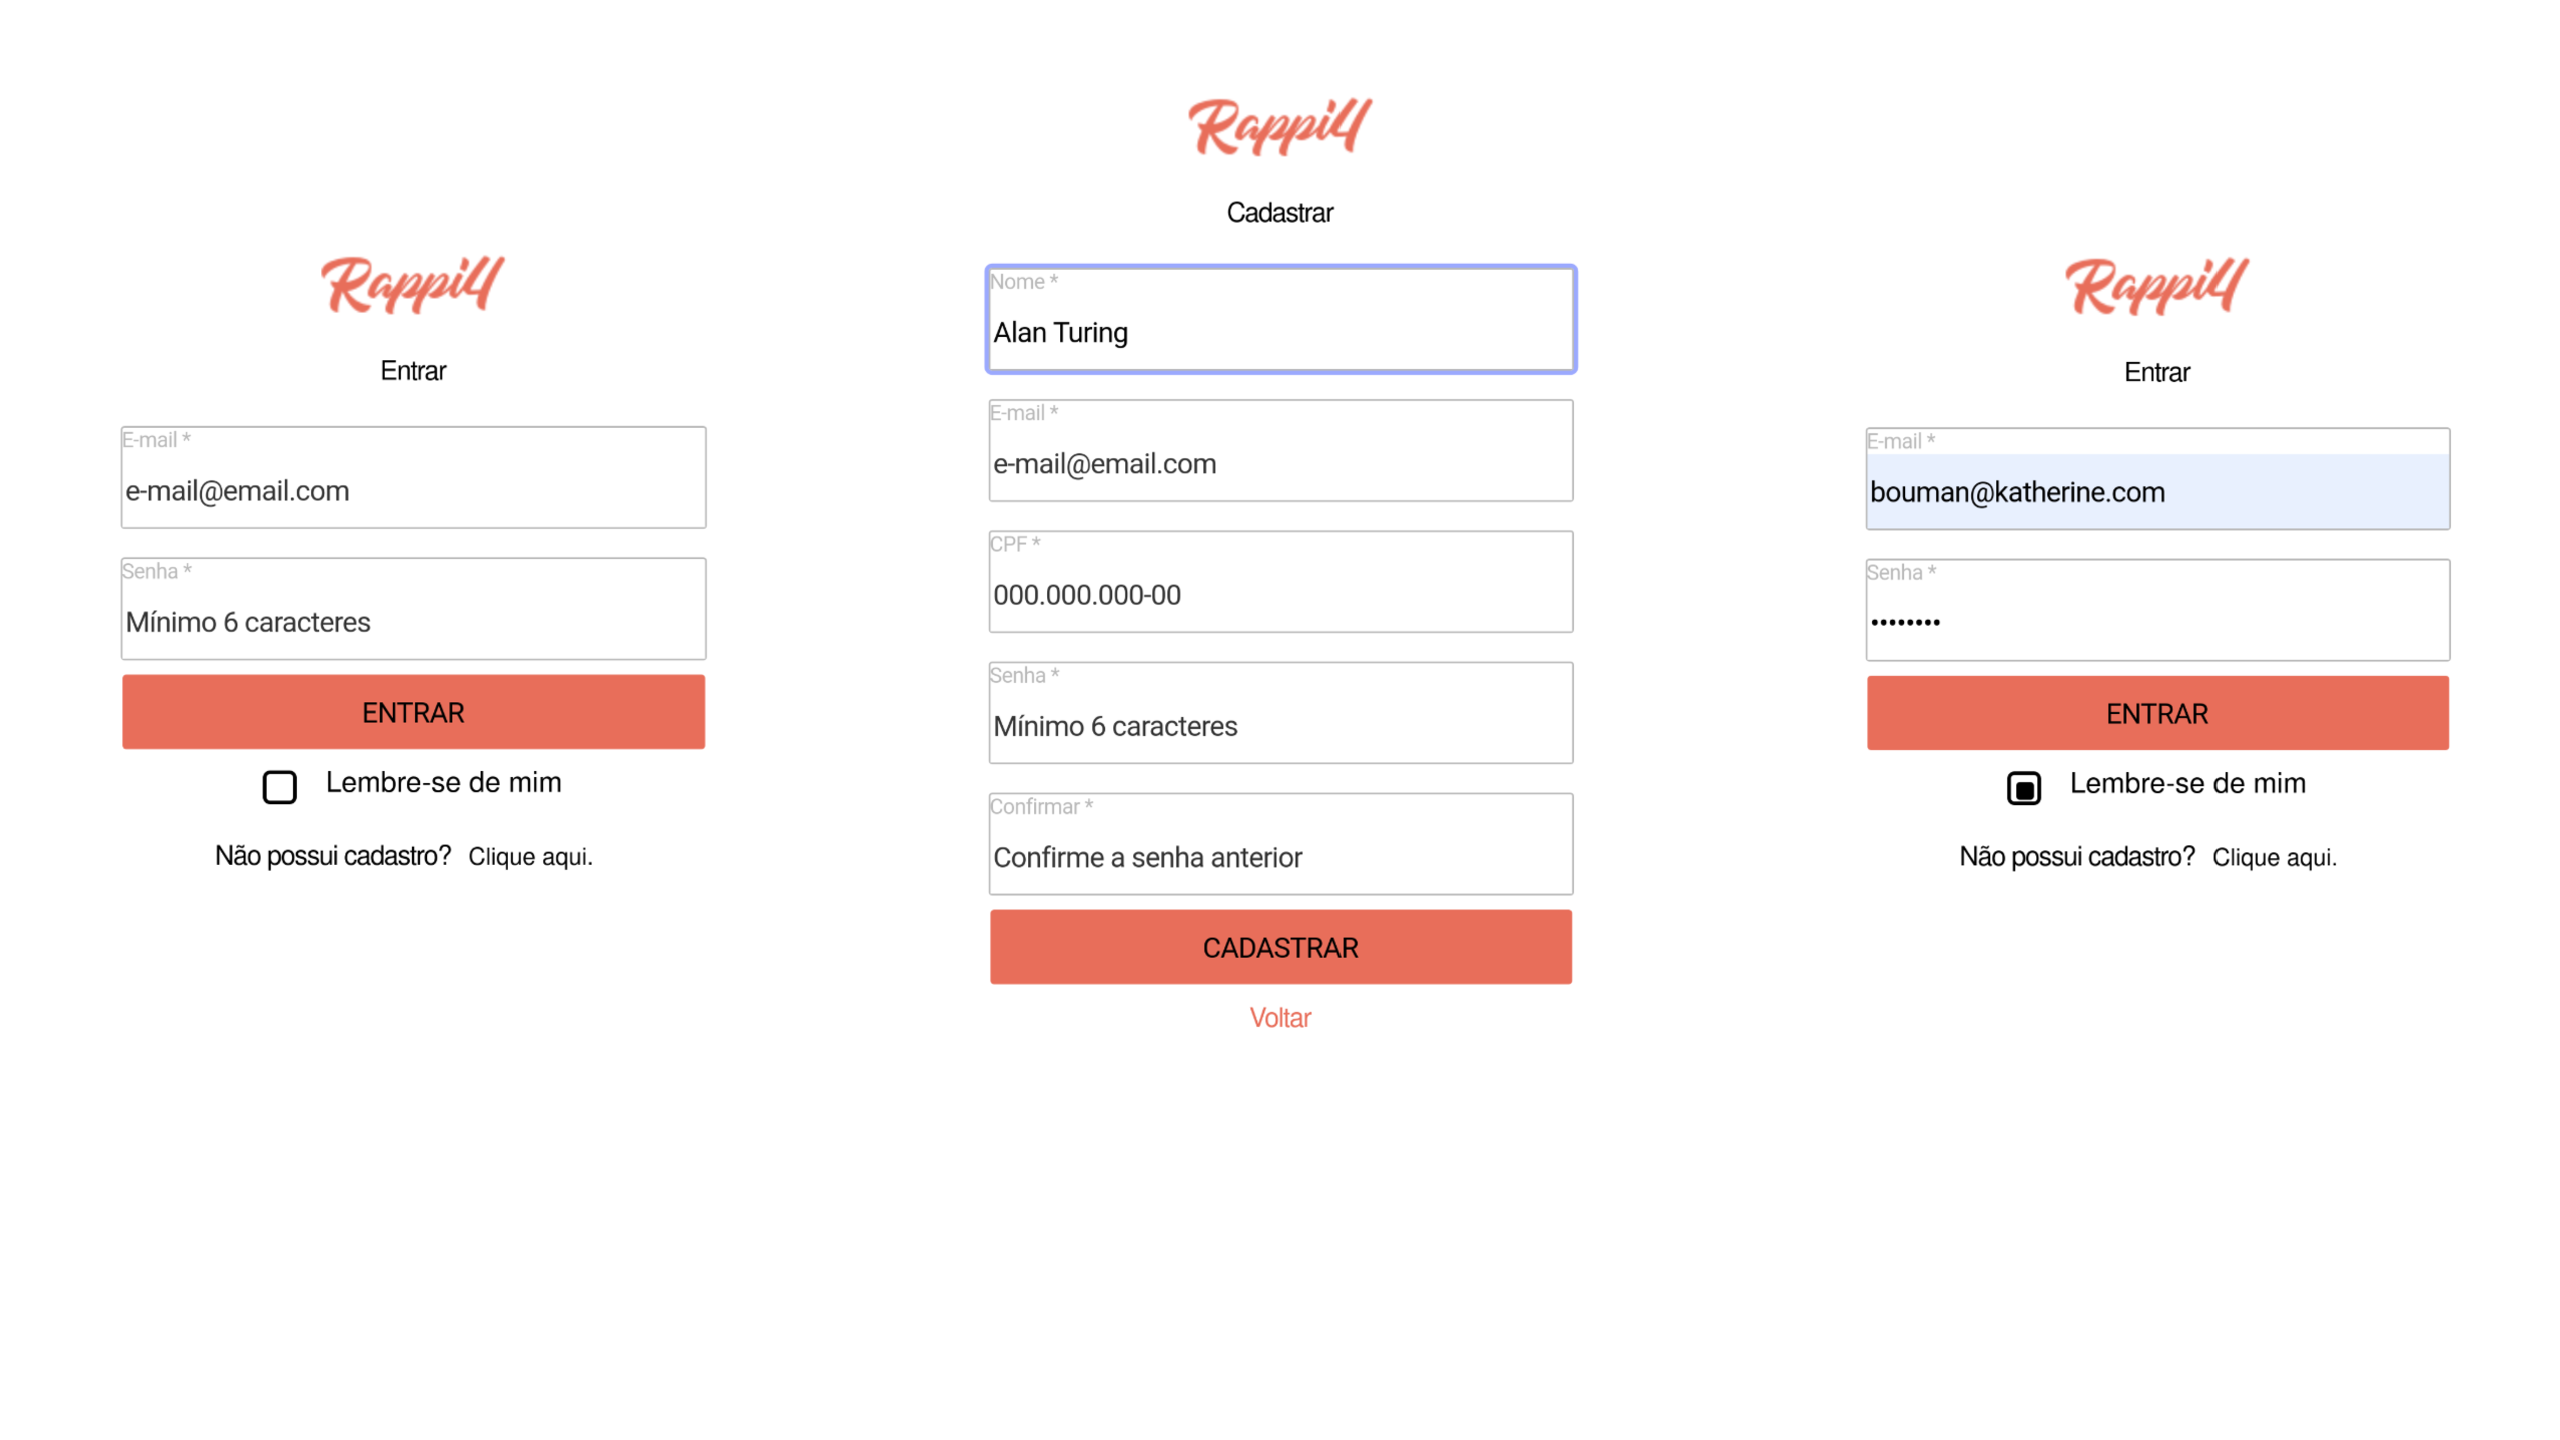 Rappi4
Entrar
E-mail *
e-mail@email.com
Senha *
Mínimo 6 caracteres
ENTRAR
Lembre-se de mim
Não possui cadastro? Clique aqui.
Rappi4
Cadastrar
Nome *
Alan Turing
E-mail *
e-mail@email.com
CPF *
000.000.000-00
Senha *
Mínimo 6 caracteres
Confirmar *
Confirme a senha anterior
CADASTRAR
Voltar
Rappi4
Entrar
E-mail *
bouman@katherine.com
Senha *
••••••••
ENTRAR
Lembre-se de mim
Não possui cadastro? Clique aqui.